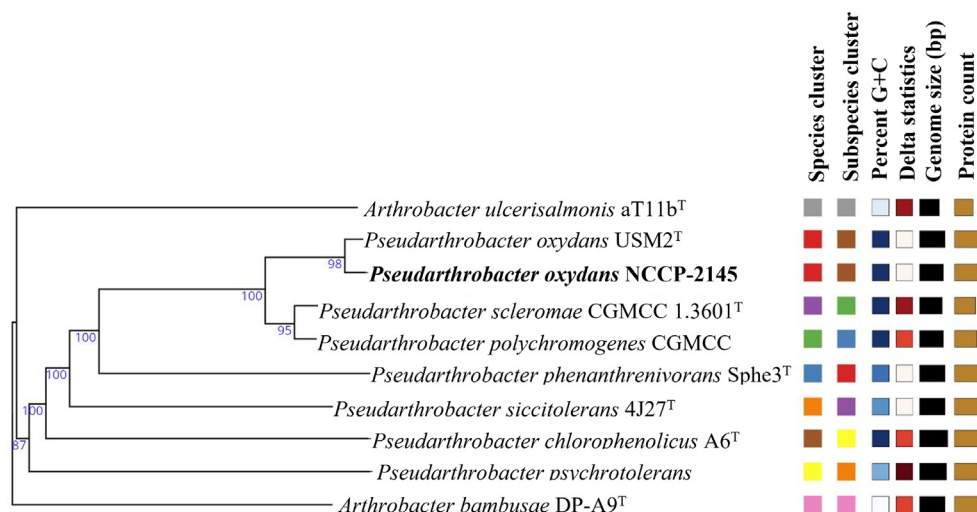 Species cluster
Subspecies cluster
Percent G+C
Delta statistics
Genome size (bp)
Protein count
Arthrobacter ulcerisalmonis aT11bᵀ
Pseudarthrobacter oxydans USM2ᵀ
98
Pseudarthrobacter oxydans NCCP-2145
100
Pseudarthrobacter scleromae CGMCC 1.3601ᵀ
95
Pseudarthrobacter polychromogenes CGMCC
100
Pseudarthrobacter phenanthrenivorans Sphe3ᵀ
100
Pseudarthrobacter siccitolerans 4J27ᵀ
100
Pseudarthrobacter chlorophenolicus A6ᵀ
87
Pseudarthrobacter psychrotolerans
Arthrobacter bambusae DP-A9ᵀ